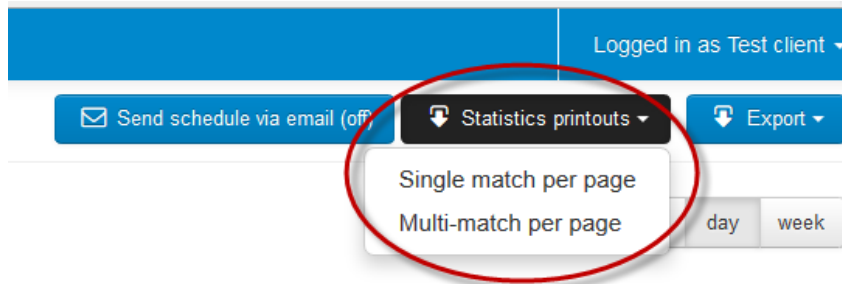 Logged in as Test client
Send schedule via email (off)
Statistics printouts
Export
Single match per page
Multi-match per page
day
week